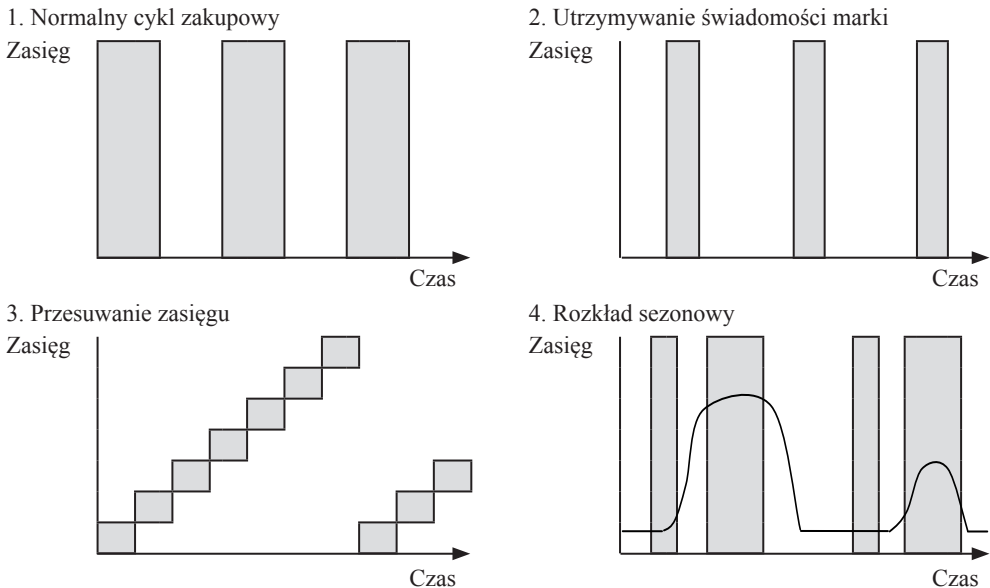 1. Normalny cykl zakupowy
Zasięg
Czas
2. Utrzymywanie świadomości marki
Zasięg
Czas
3. Przesuwanie zasięgu
Zasięg
Czas
4. Rozkład sezonowy
Zasięg
Czas